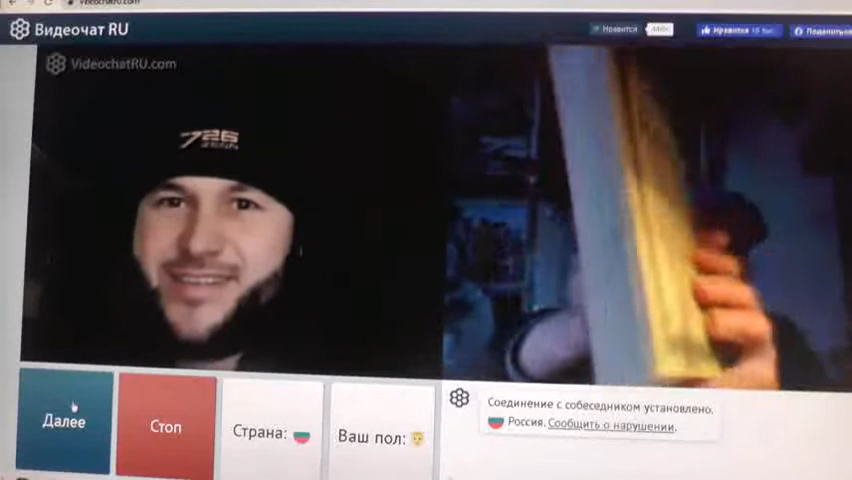 Видеочат RU
Нравится
VideochatRU.com
726
Далее
Стоп
Страна:
Ваш пол:
Соединение с собеседником установлено.
Россия. Сообщить о нарушении.